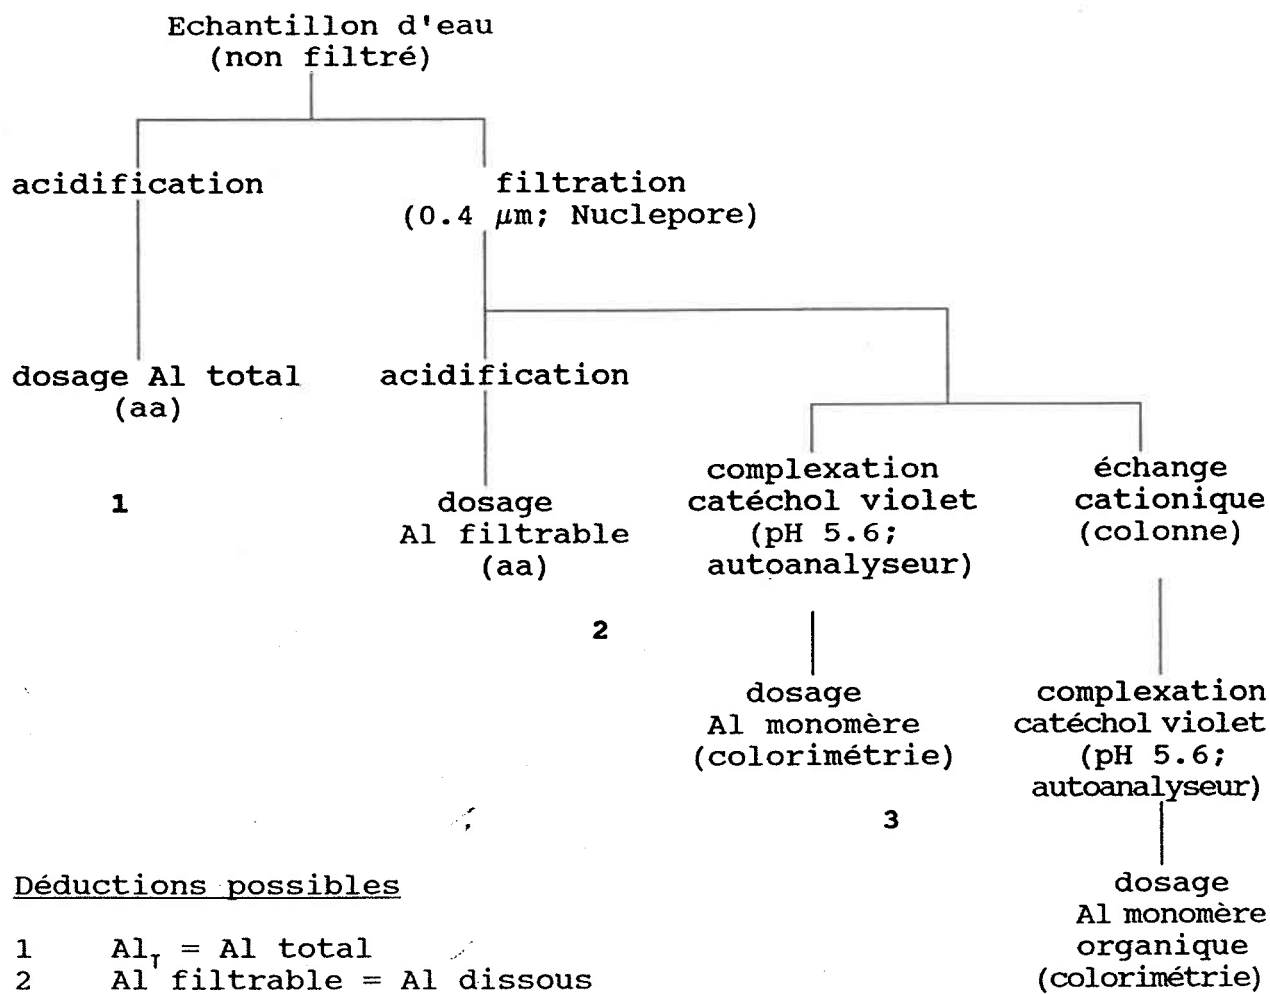 Echantillon d'eau
(non filtré)
acidification
filtration
(0.4 μm; Nuclepore)
dosage Al total
(aa)
acidification
1
dosage
Al filtrable
(aa)
2
complexation
catéchol violet
(pH 5.6;
autoanalyseur)
dosage
Al monomère
(colorimétrie)
3
échange
cationique
(colonne)
complexation
catéchol violet
(pH 5.6;
autoanalyseur)
dosage
Al monomère
organique
(colorimétrie)
Déductions possibles
1 Al_T = Al total
2 Al filtrable = Al dissous